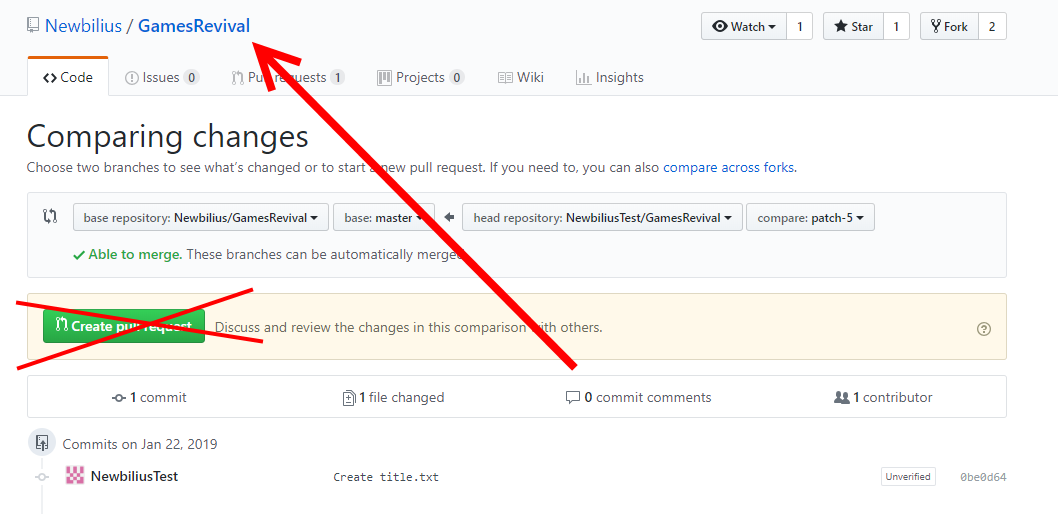 Newbilius / GamesRevival
Watch 1 Star 1 Fork 2
Code Issues 0 Pull requests 1 Projects 0 Wiki Insights
Comparing changes
Choose two branches to see what's changed or to start a new pull request. If you need to, you can also compare across forks.
base repository: Newbilius/GamesRevival base: master head repository: NewbiliusTest/GamesRevival compare: patch-5
Able to merge. These branches can be automatically merged.
Create pull request Discuss and review the changes in this comparison with others.
1 commit 1 file changed 0 commit comments 1 contributor
Commits on Jan 22, 2019
NewbiliusTest Create title.txt Unverified 0be0d64